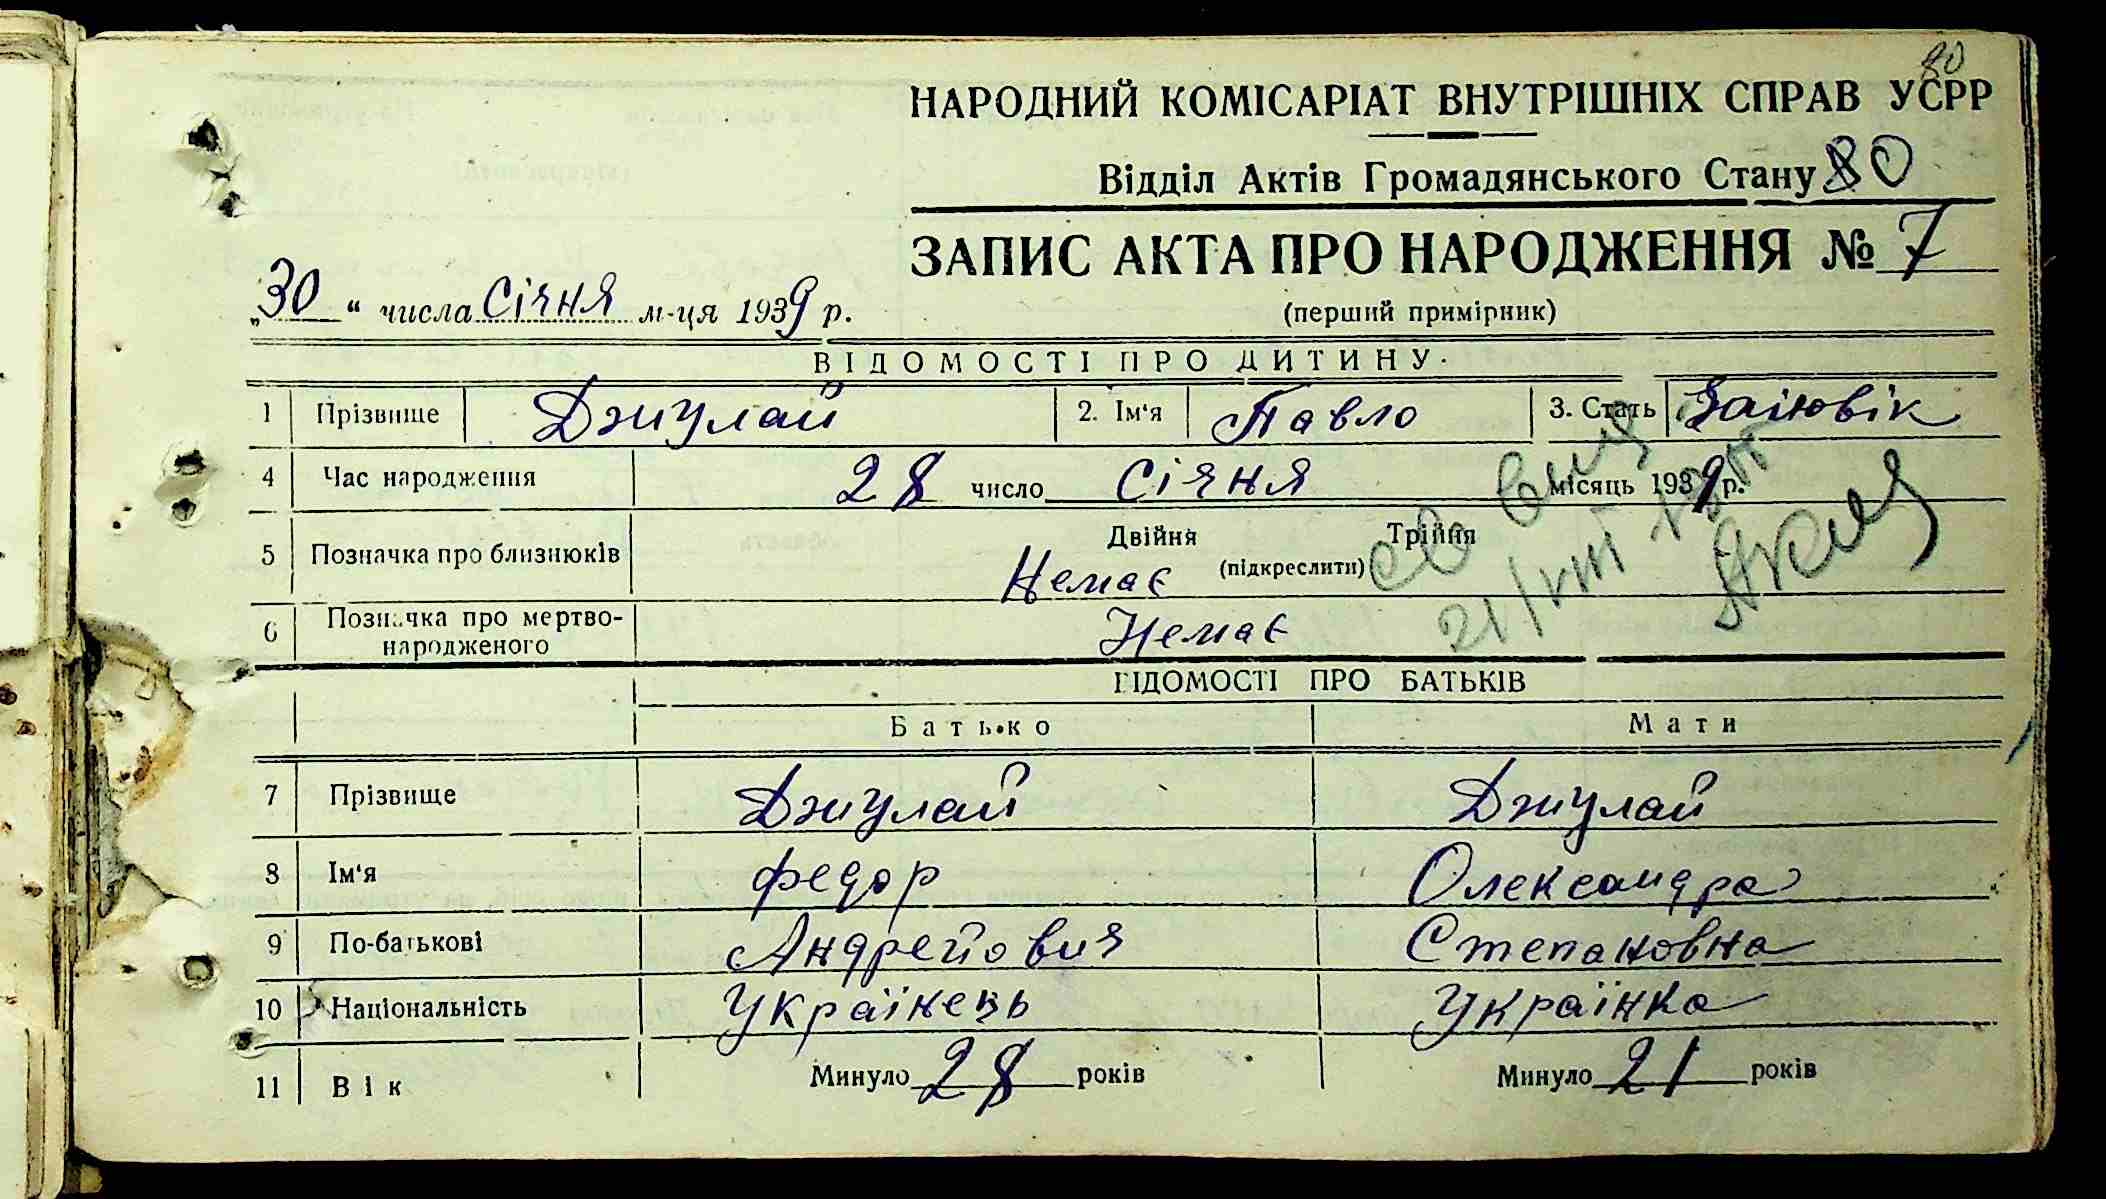 80
НАРОДНИЙ КОМІСАРІАТ ВНУТРІШНІХ СПРАВ УСРР
Відділ Актів Громадянського Стану 80
ЗАПИС АКТА ПРО НАРОДЖЕННЯ № 7
„30“ числа Січня м-ця 1939 р.
(перший примірник)
ВІДОМОСТІ ПРО ДИТИНУ
1 Прізвище Джулай 2. Ім'я Павло 3. Стать
4 Час народження 28 число Січня місяць 1939 р.
5 Позначка про близнюків Двійня Трійня
Немає (підкреслити)
6 Позначка про мертво-
народженого Немає
21/VIII
ВІДОМОСТІ ПРО БАТЬКІВ
Батько Мати
7 Прізвище Джулай Джулай
8 Ім'я Федор Олександра
9 По-батькові Андрейович Степановна
10 Національність Українець Українка
11 Вік Минуло 28 років Минуло 21 років